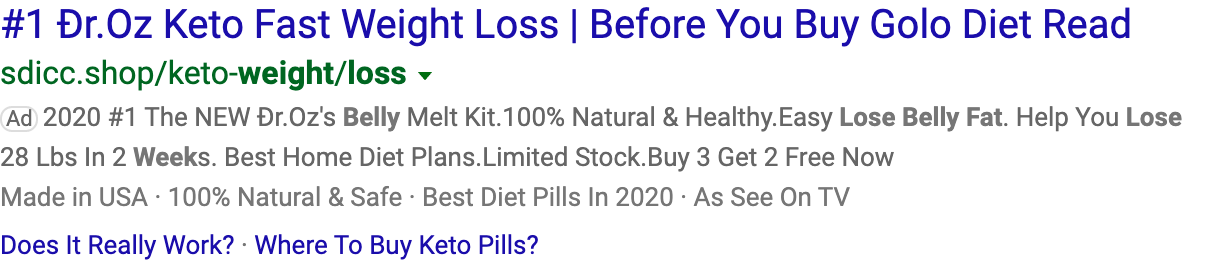 #1 Đr.Oz Keto Fast Weight Loss | Before You Buy Golo Diet Read
sdicc.shop/keto-weight/loss
Ad 2020 #1 The NEW Đr.Oz's Belly Melt Kit.100% Natural & Healthy.Easy Lose Belly Fat. Help You Lose
28 Lbs In 2 Weeks. Best Home Diet Plans.Limited Stock.Buy 3 Get 2 Free Now
Made in USA · 100% Natural & Safe · Best Diet Pills In 2020 · As See On TV
Does It Really Work? · Where To Buy Keto Pills?